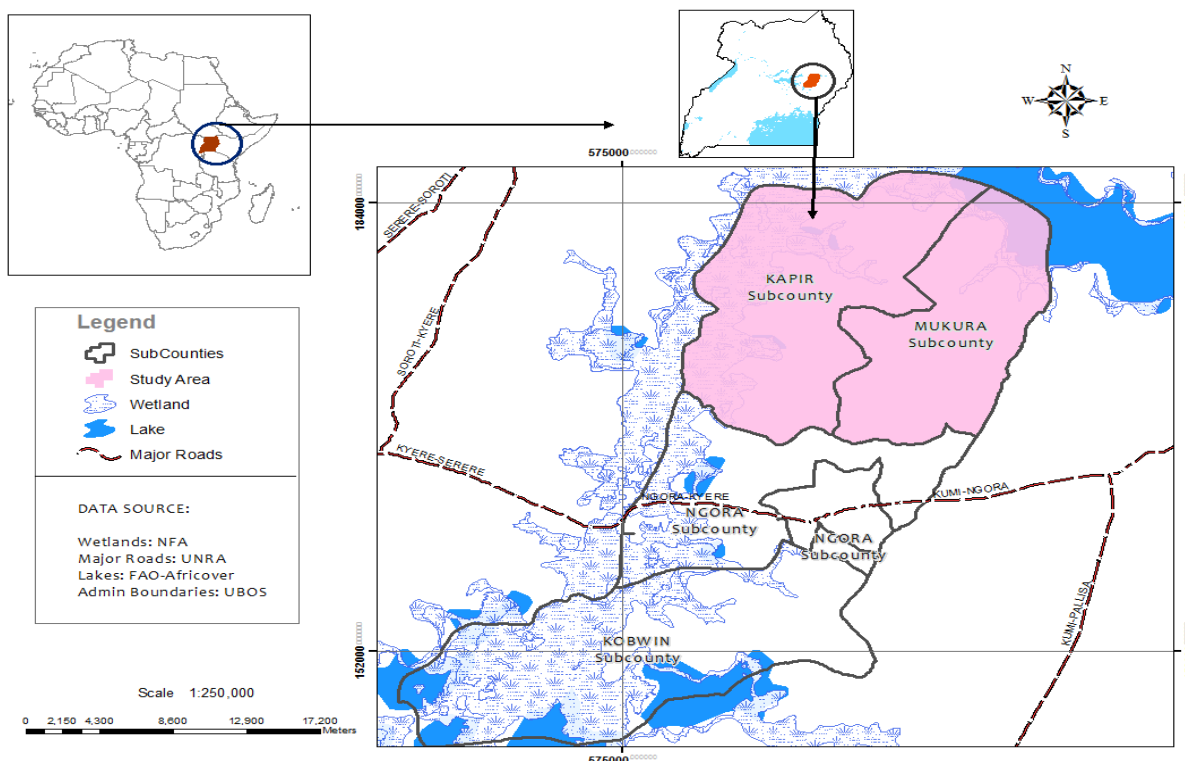 N
W
E
S
575000
184000
SERERE-SOROTI
SOROTI-KYERE
KAPIR
Subcounty
MUKURA
Subcounty
Legend
SubCounties
Study Area
Wetland
Lake
Major Roads
DATA SOURCE:
Wetlands: NFA
Major Roads: UNRA
Lakes: FAO-Africover
Admin Boundaries: UBOS
KYERE-SERERE
NGORA-KYERE
KUMI-NGORA
NGORA
Subcounty
NGORA
Subcounty
KUMI-PALLISA
KOBWIN
Subcounty
152000
Scale 1:250,000
0 2,150 4,300 8,600 12,900 17,200
Meters
575000